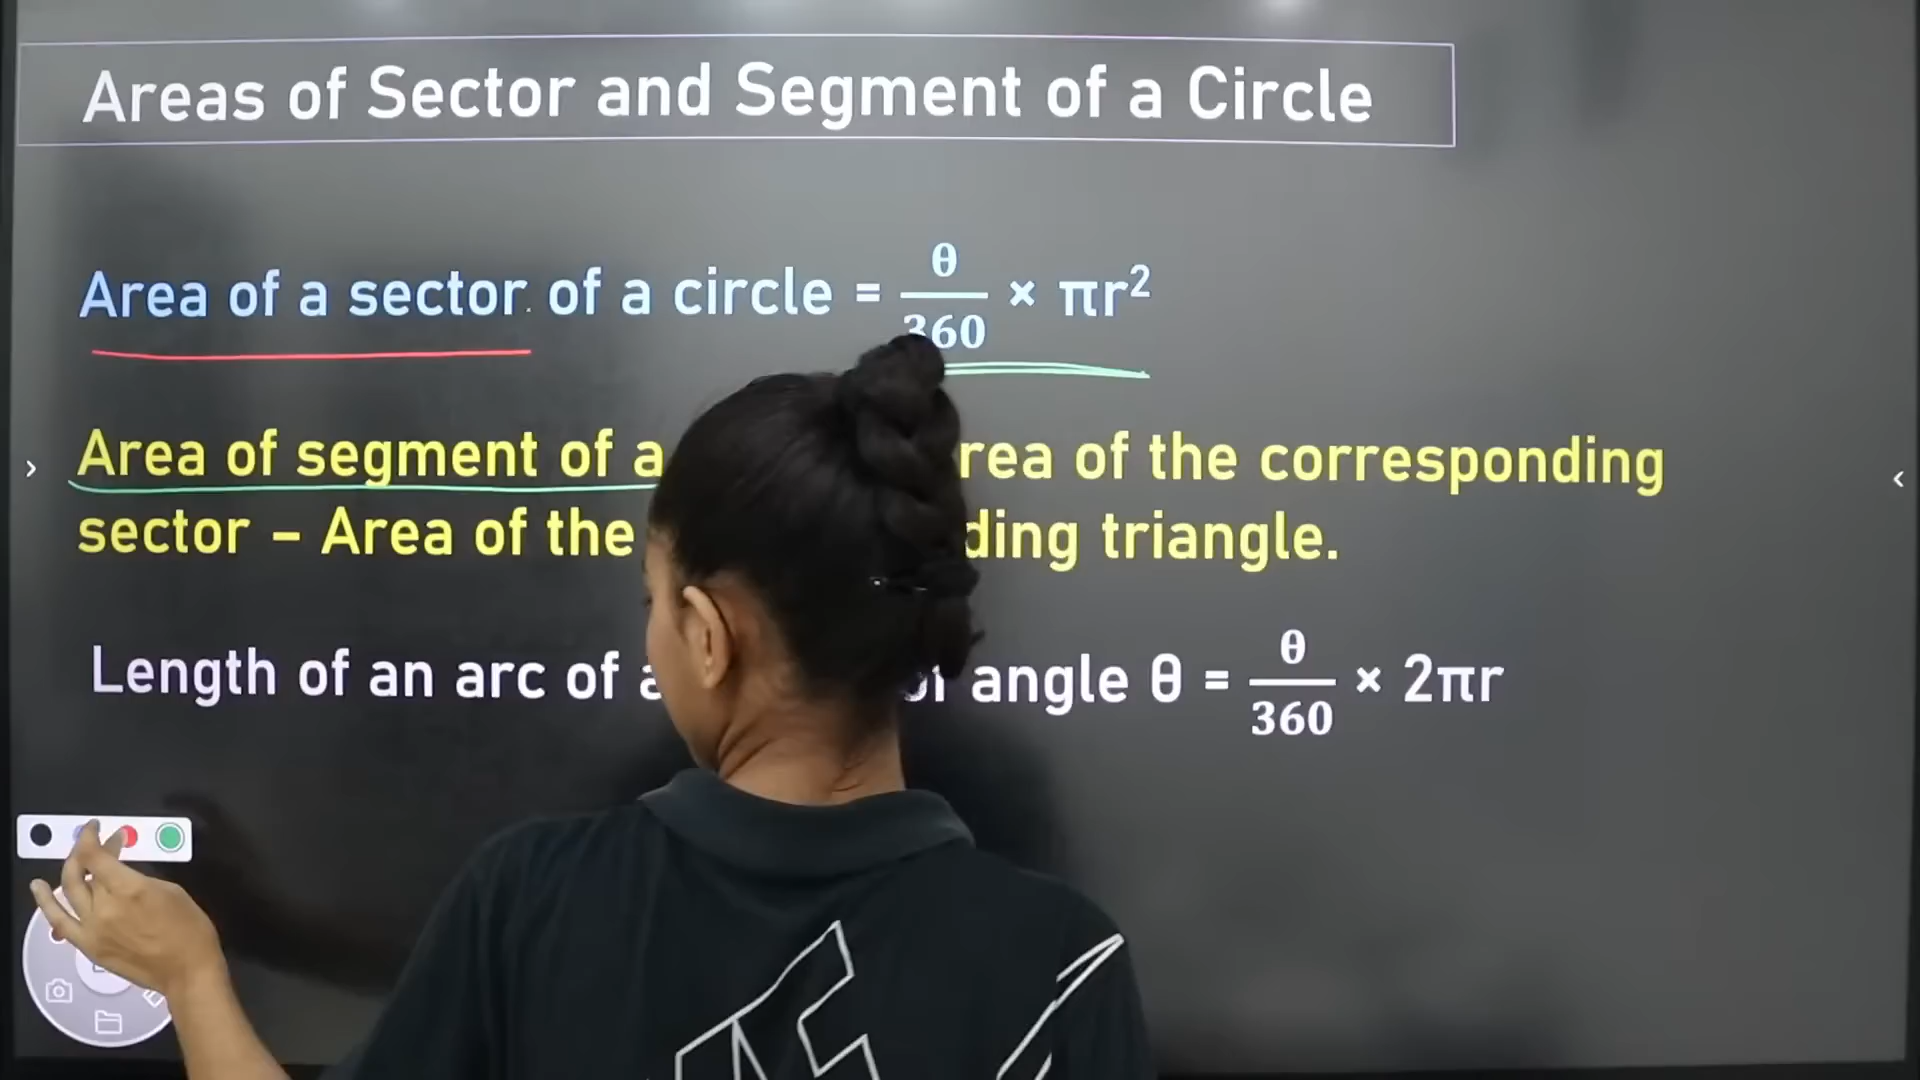 Areas of Sector and Segment of a Circle
Area of a sector of a circle = θ/360 × πr²
Area of segment of a rea of the corresponding
sector – Area of the ding triangle.
Length of an arc of a angle θ = θ/360 × 2πr